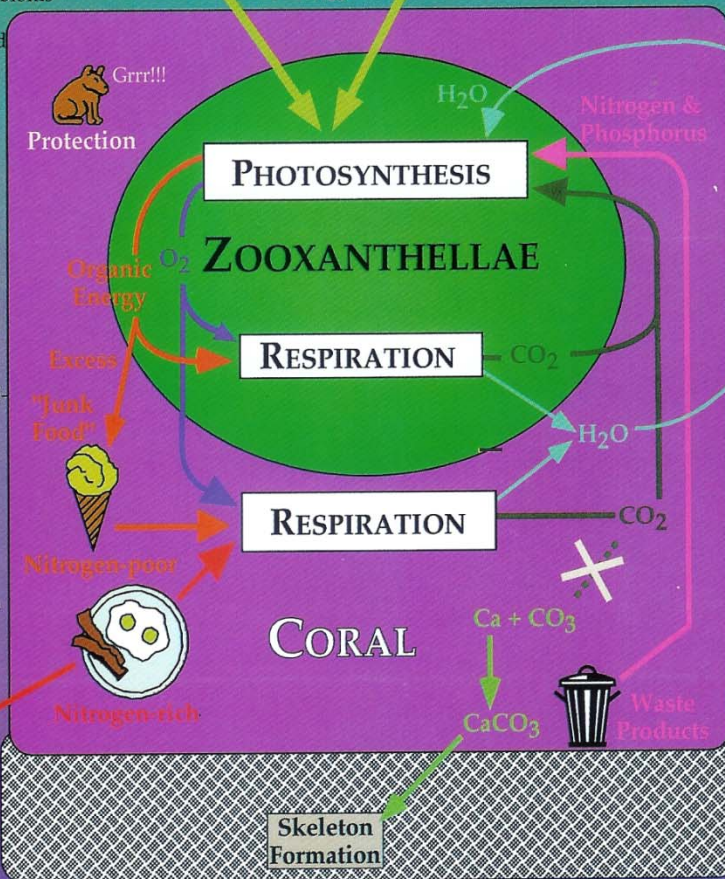 Grrr!!!
Protection
H2O
Nitrogen &
Phosphorus
PHOTOSYNTHESIS
O2
ZOOXANTHELLAE
Organic
Energy
Excess
RESPIRATION
CO2
"Junk
Food"
H2O
RESPIRATION
CO2
Nitrogen-poor
Ca + CO3
CORAL
Nitrogen-rich
CaCO3
Waste
Products
Skeleton
Formation